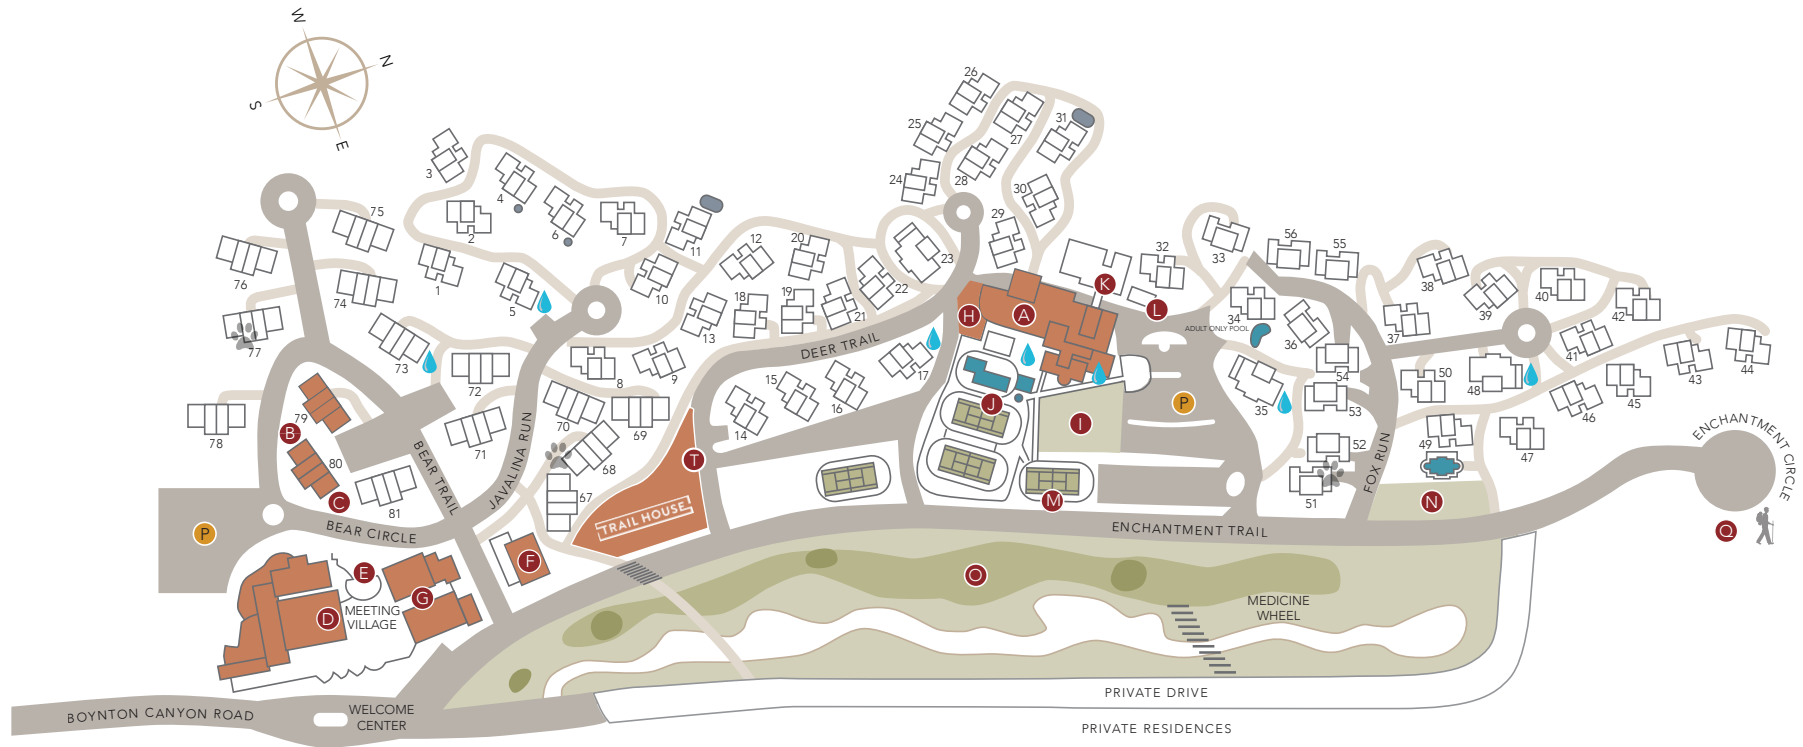 W
N
S
E
26
25
24
27
31
28
30
29
3
4
2
6
7
11
75
76
74
77
1
5
10
12
20
23
22
19
18
21
13
73
72
8
9
17
15
16
14
32
33
56
55
34
36
35
54
53
52
51
38
39
40
42
37
41
43
44
50
48
45
46
49
47
79
80
78
81
70
69
71
68
67
H
A
K
L
J
I
P
M
N
Q
B
C
T
P
F
E
G
D
O
ADULT ONLY POOL
DEER TRAIL
JAVALINA RUN
BEAR TRAIL
BEAR CIRCLE
TRAIL HOUSE
FOX RUN
ENCHANTMENT CIRCLE
ENCHANTMENT TRAIL
MEETING
VILLAGE
MEDICINE
WHEEL
BOYNTON CANYON ROAD
WELCOME
CENTER
PRIVATE DRIVE
PRIVATE RESIDENCES